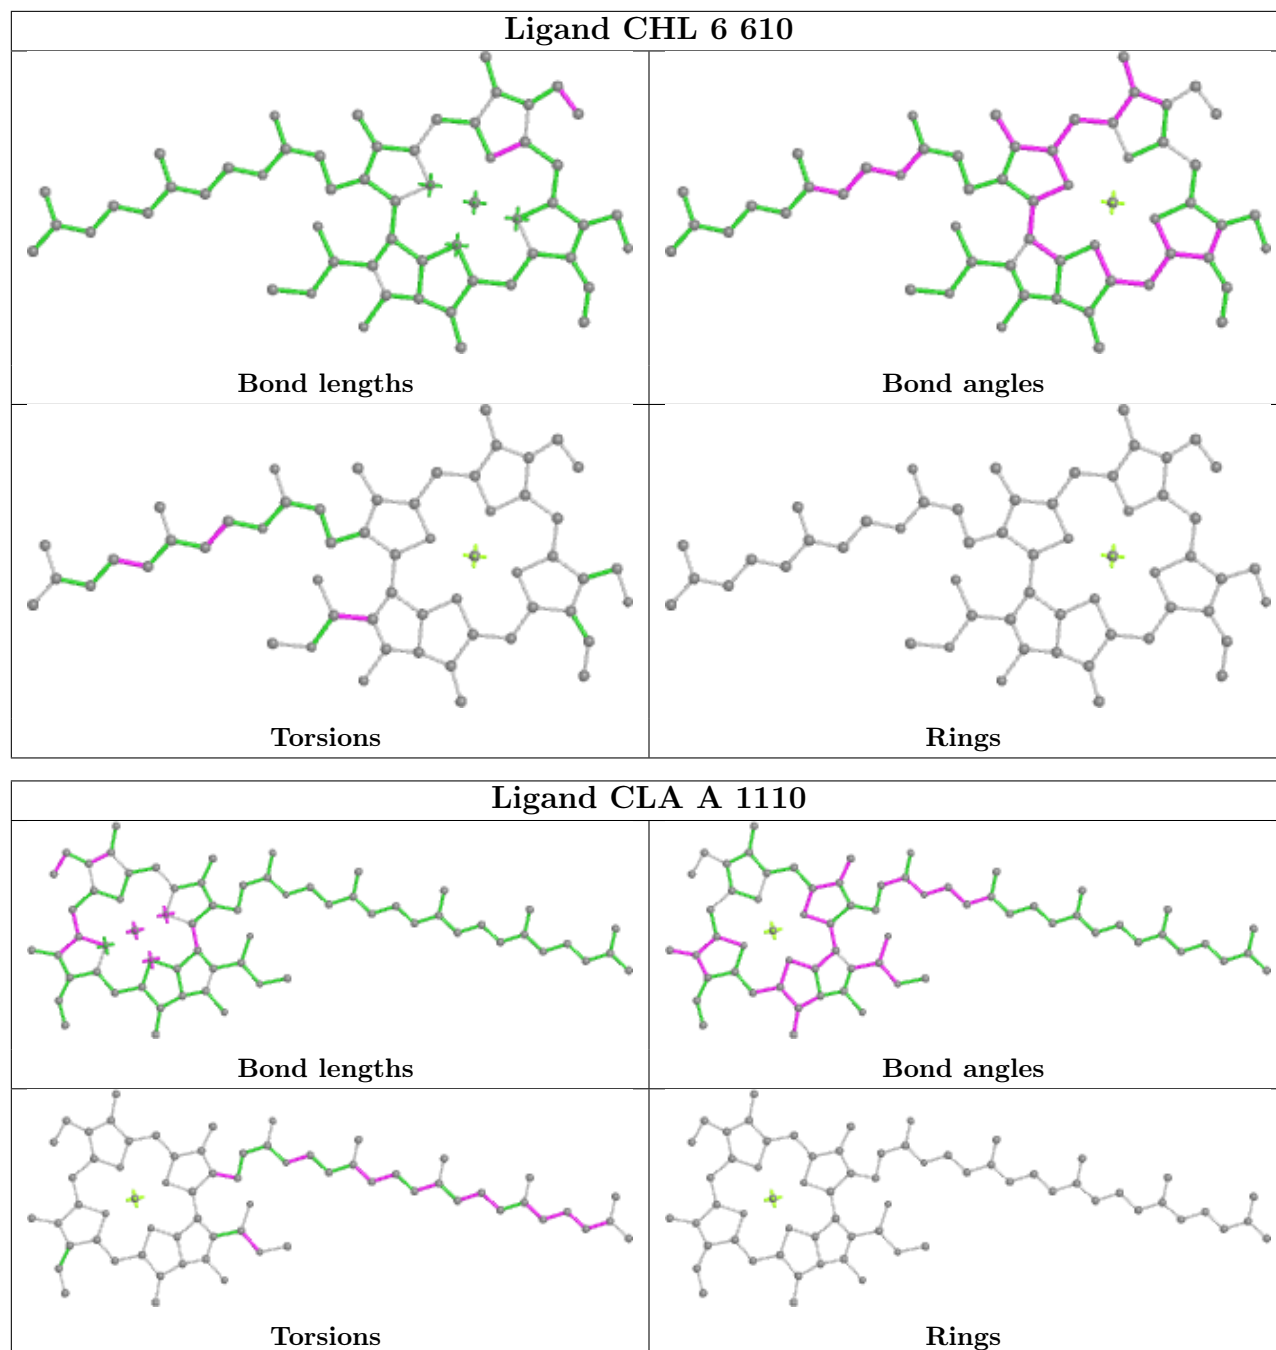 Ligand CHL 6 610
Bond lengths
Bond angles
Torsions
Rings
Ligand CLA A 1110
Bond lengths
Bond angles
Torsions
Rings